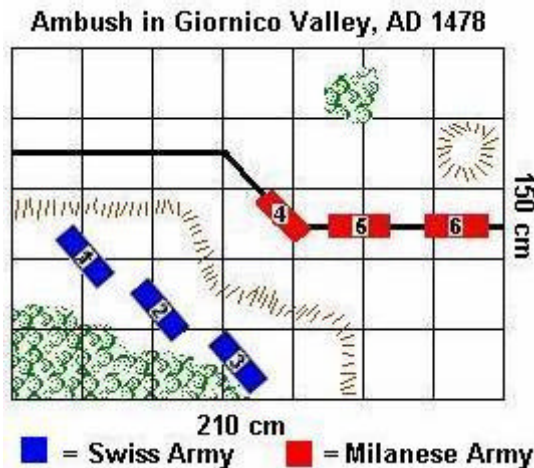 Ambush in Giornico Valley, AD 1478
4
5
6
150 cm
1
2
3
210 cm
= Swiss Army
= Milanese Army